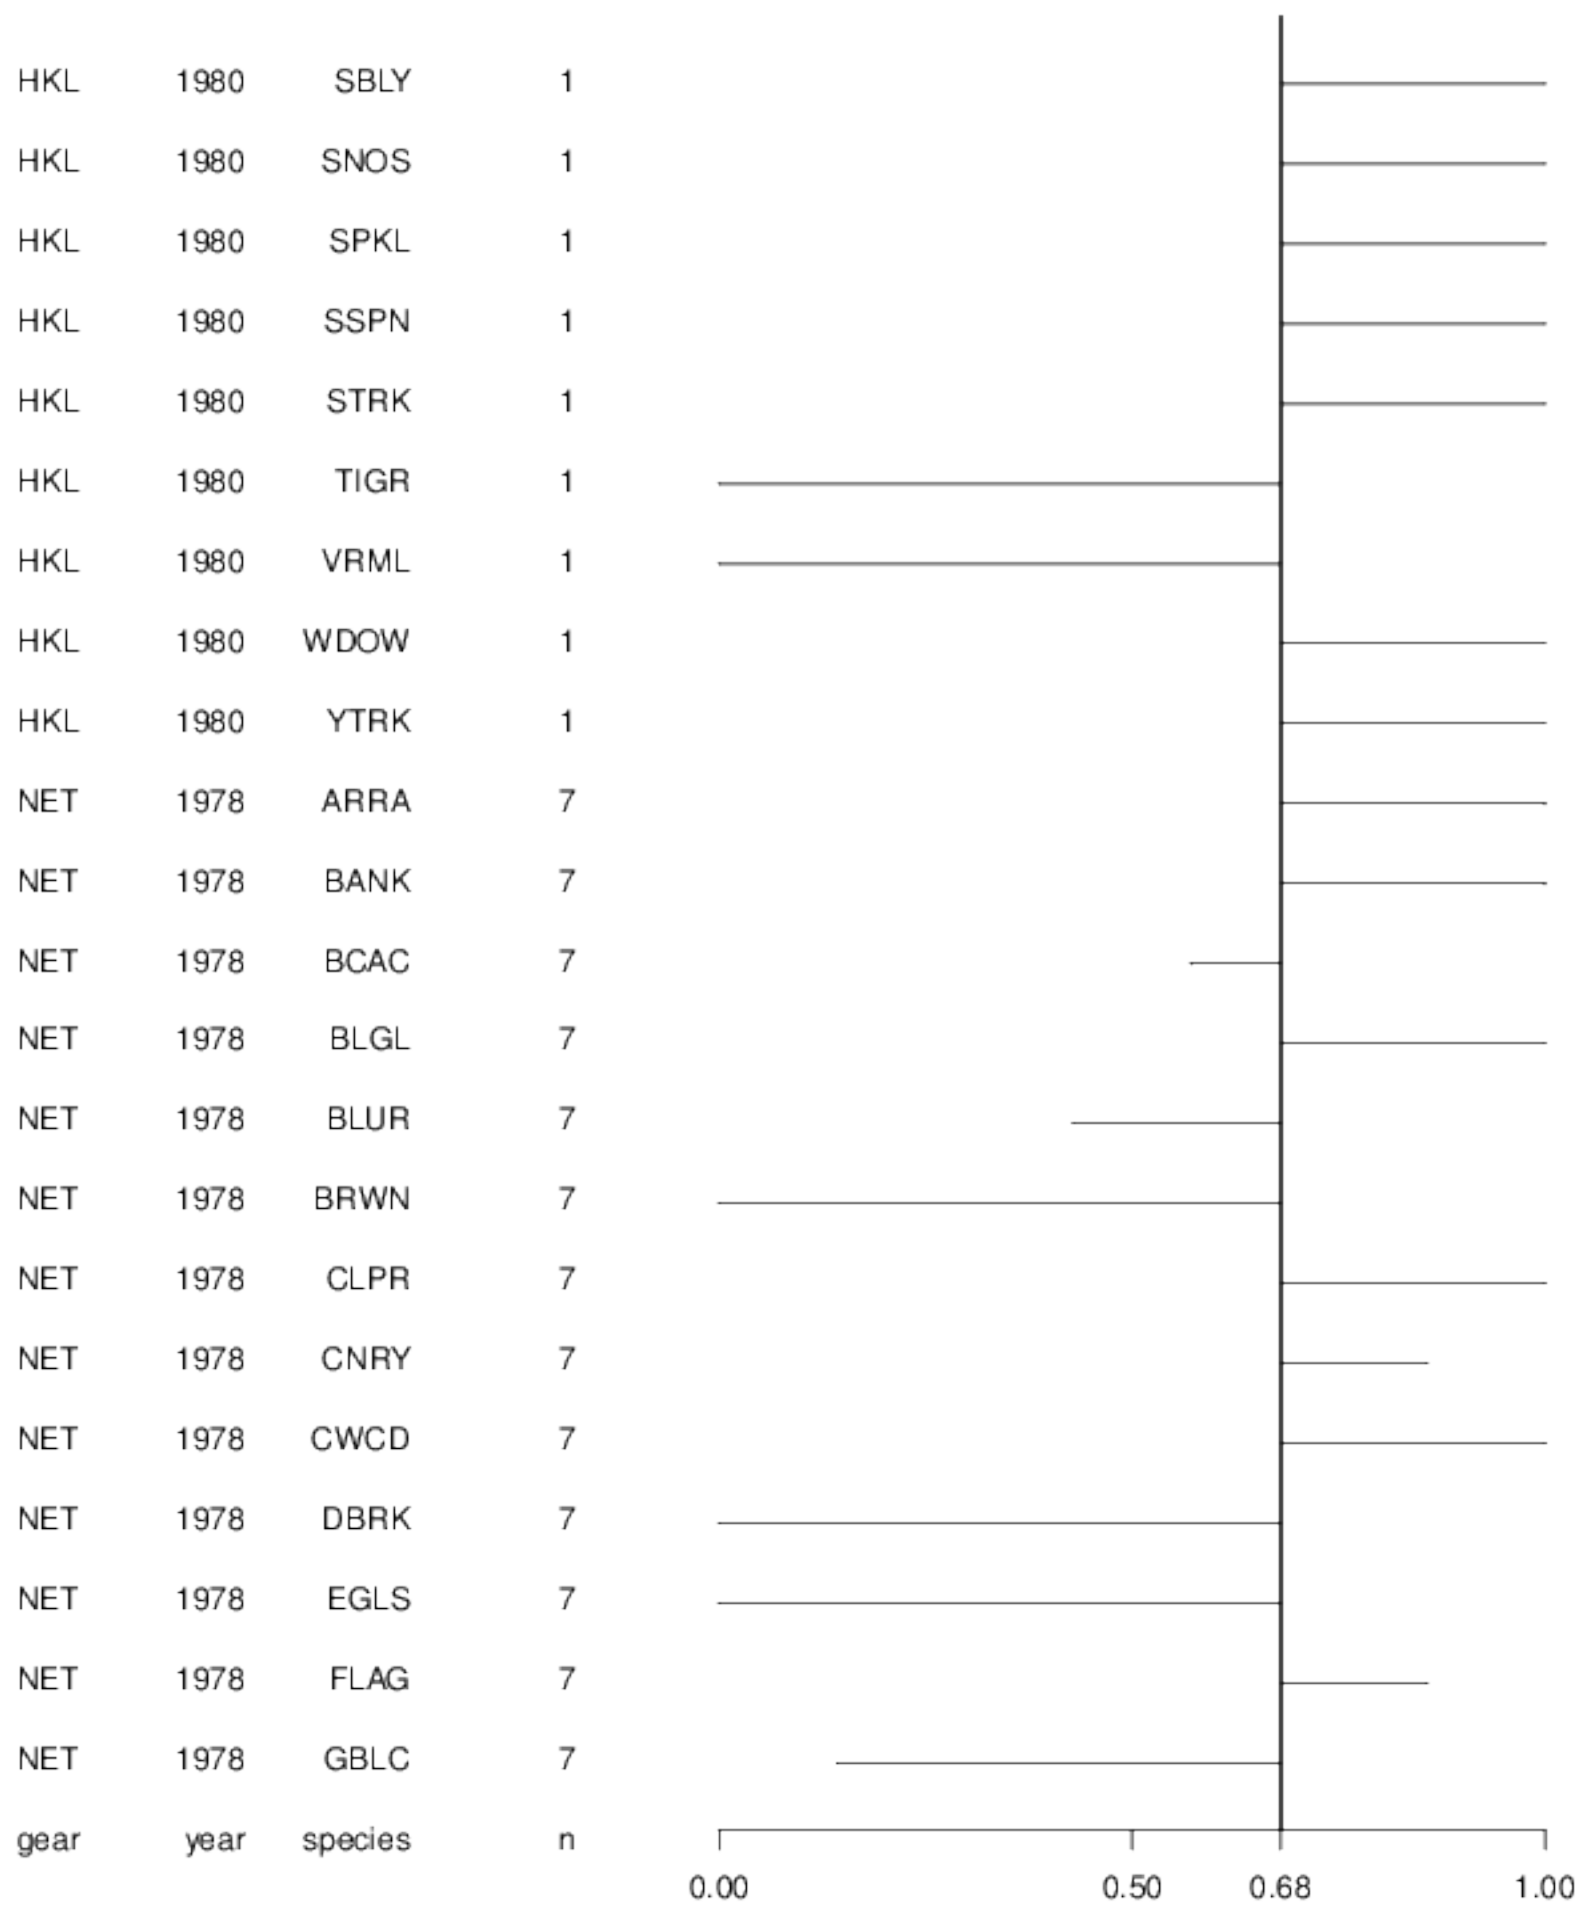 HKL 1980 SBLY 1
HKL 1980 SNOS 1
HKL 1980 SPKL 1
HKL 1980 SSPN 1
HKL 1980 STRK 1
HKL 1980 TIGR 1
HKL 1980 VRML 1
HKL 1980 WDOW 1
HKL 1980 YTRK 1
NET 1978 ARRA 7
NET 1978 BANK 7
NET 1978 BCAC 7
NET 1978 BLGL 7
NET 1978 BLUR 7
NET 1978 BRWN 7
NET 1978 CLPR 7
NET 1978 CNRY 7
NET 1978 CWCD 7
NET 1978 DBRK 7
NET 1978 EGLS 7
NET 1978 FLAG 7
NET 1978 GBLC 7
gear year species n
0.00 0.50 0.68 1.00